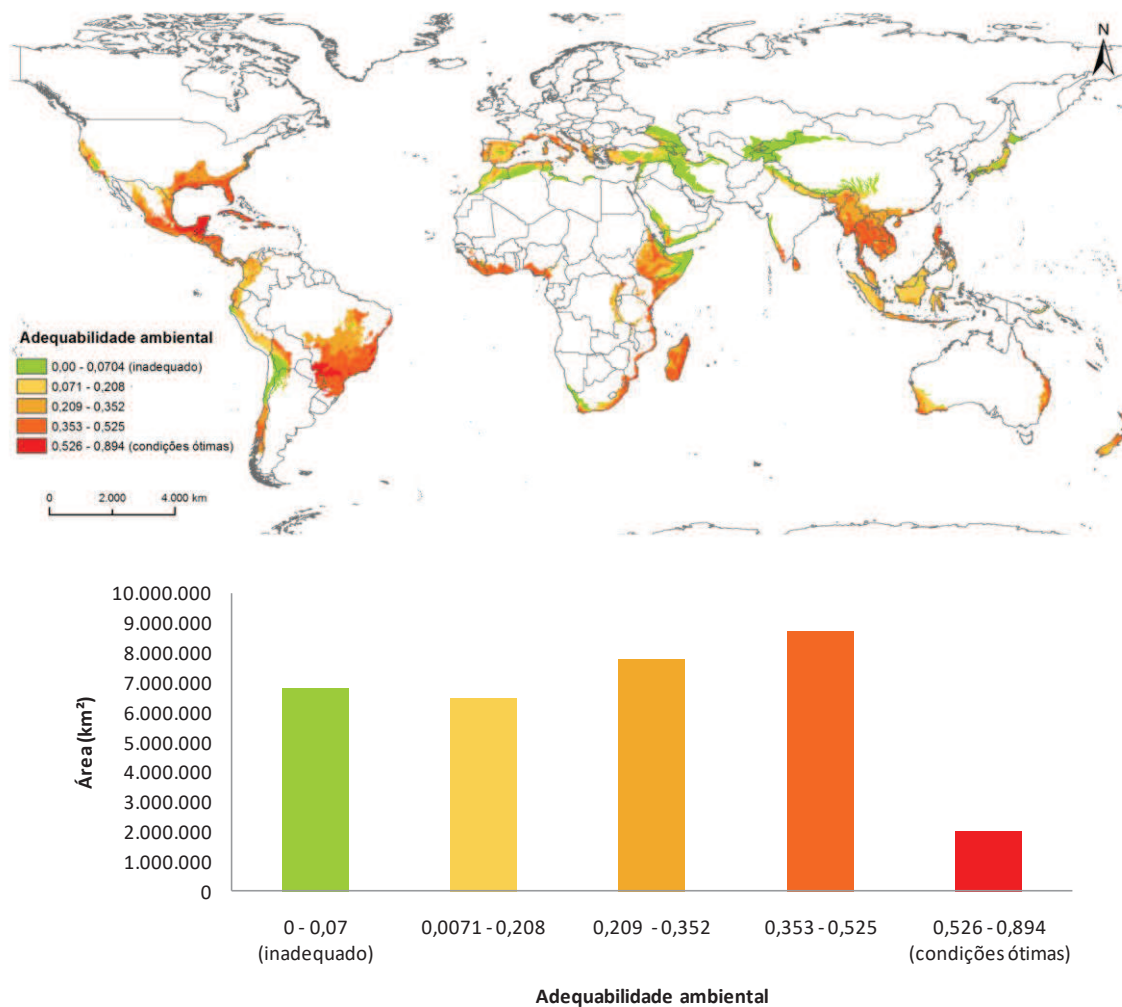 N
Adequabilidade ambiental
0,00 - 0,0704 (inadequado)
0,071 - 0,208
0,209 - 0,352
0,353 - 0,525
0,526 - 0,894 (condições ótimas)
0 2.000 4.000 km
10.000.000
9.000.000
8.000.000
7.000.000
6.000.000
5.000.000
4.000.000
3.000.000
2.000.000
1.000.000
0
Área (km²)
0 - 0,07 0,0071 - 0,208 0,209 - 0,352 0,353 - 0,525 0,526 - 0,894
(inadequado) (condições ótimas)
Adequabilidade ambiental